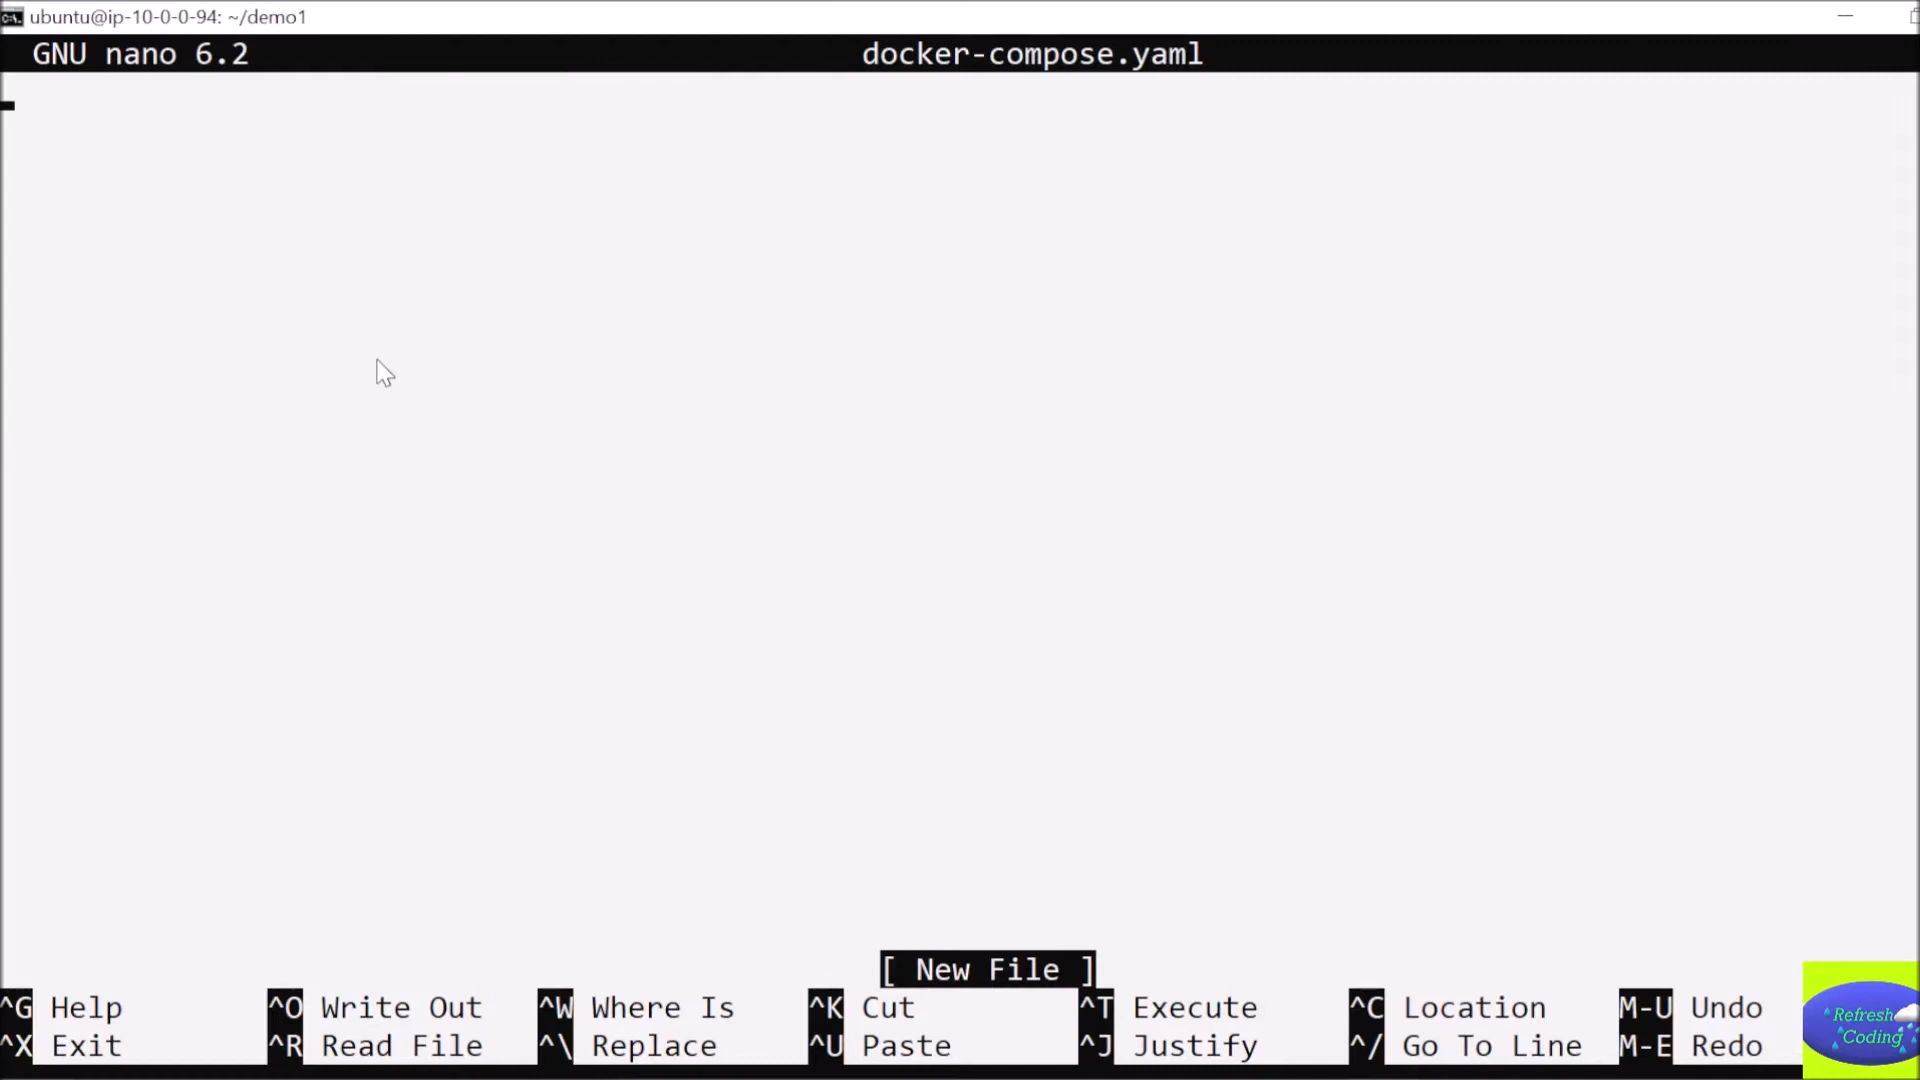 ubuntu@ip-10-0-0-94: ~/demo1
GNU nano 6.2 docker-compose.yaml
[ New File ]
^G Help ^O Write Out ^W Where Is ^K Cut ^T Execute ^C Location M-U Undo
^X Exit ^R Read File ^\ Replace ^U Paste ^J Justify ^/ Go To Line M-E Redo
Refresh
Coding